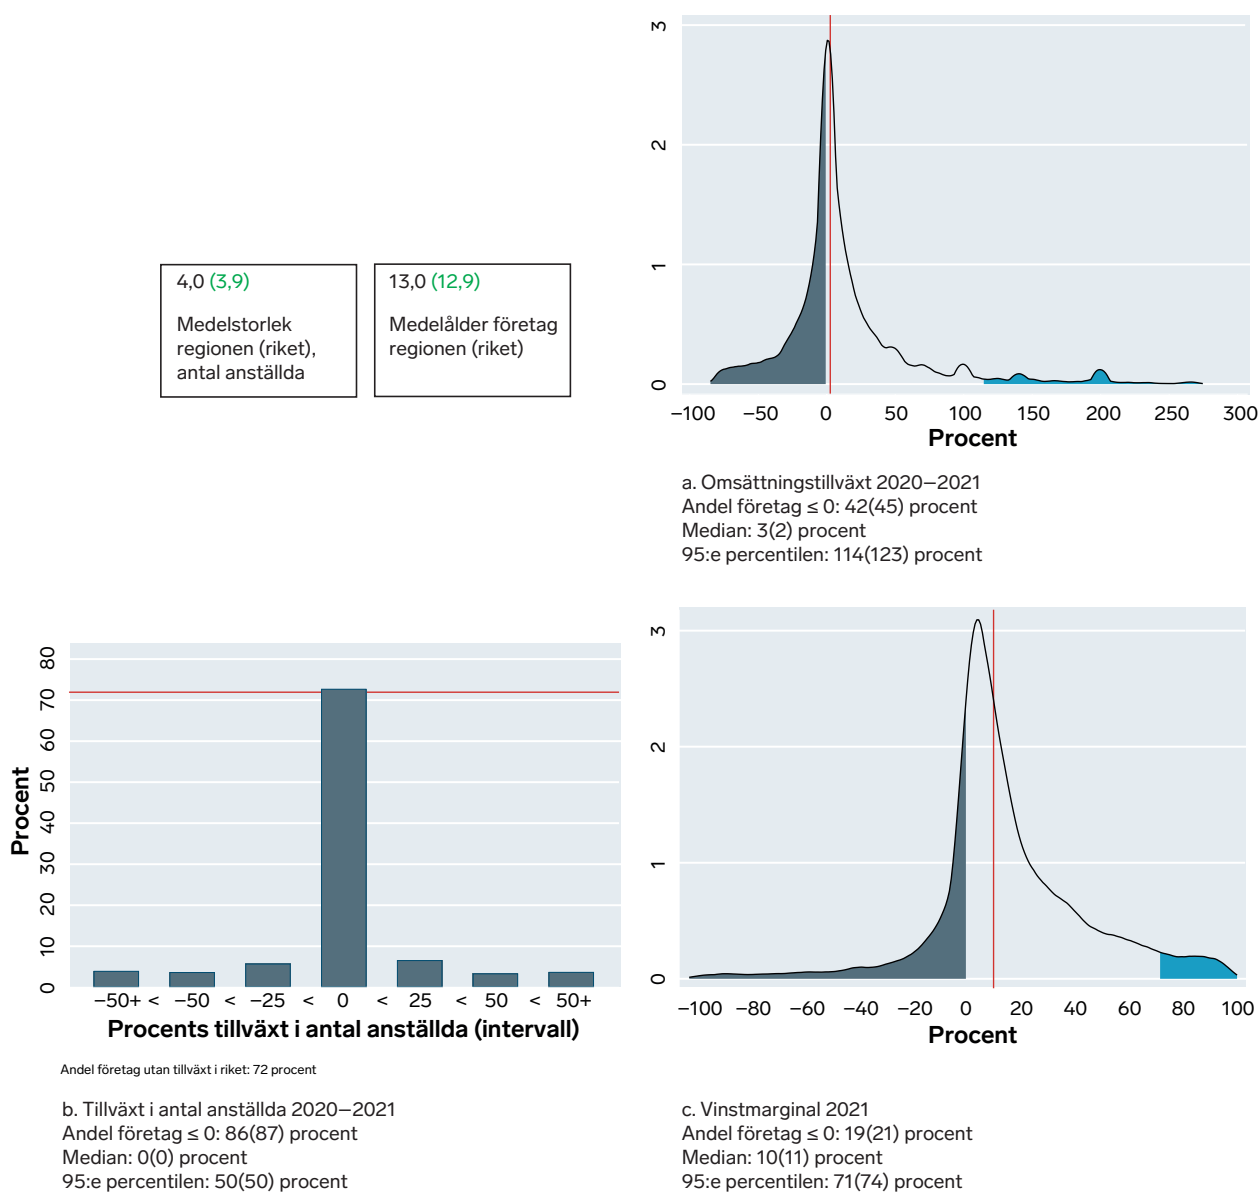 4,0 (3,9)
Medelstorlek
regionen (riket),
antal anställda
13,0 (12,9)
Medelålder företag
regionen (riket)
3
2
1
0
−100 −50 0 50 100 150 200 250 300
Procent
a. Omsättningstillväxt 2020–2021
Andel företag ≤ 0: 42(45) procent
Median: 3(2) procent
95:e percentilen: 114(123) procent
Procent
80
70
60
50
40
30
20
10
0
−50+ < −50 < −25 < 0 < 25 < 50 < 50+
Procents tillväxt i antal anställda (intervall)
Andel företag utan tillväxt i riket: 72 procent
b. Tillväxt i antal anställda 2020–2021
Andel företag ≤ 0: 86(87) procent
Median: 0(0) procent
95:e percentilen: 50(50) procent
3
2
1
0
−100 −80 −60 −40 −20 0 20 40 60 80 100
Procent
c. Vinstmarginal 2021
Andel företag ≤ 0: 19(21) procent
Median: 10(11) procent
95:e percentilen: 71(74) procent